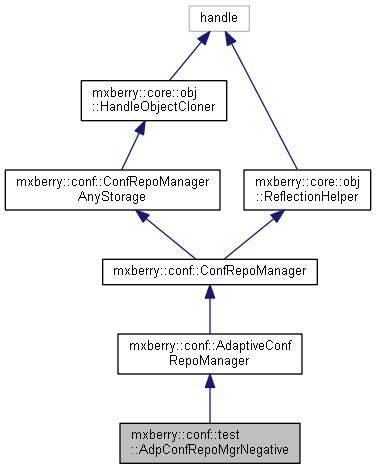 handle
mxberry::core::obj
::HandleObjectCloner
mxberry::conf::ConfRepoManager
AnyStorage
mxberry::core::obj
::ReflectionHelper
mxberry::conf::ConfRepoManager
mxberry::conf::AdaptiveConf
RepoManager
mxberry::conf::test
::AdpConfRepoMgrNegative